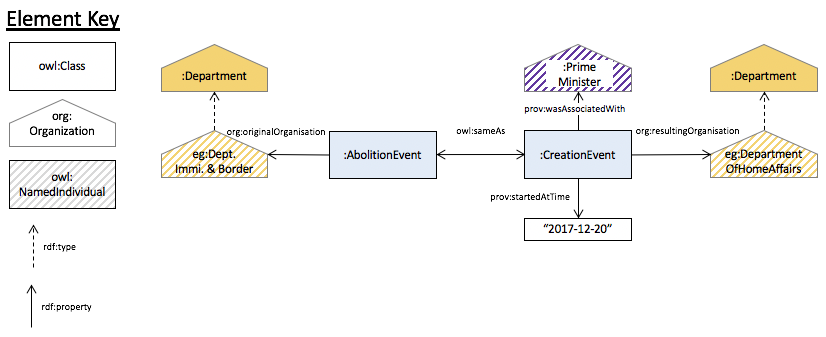 Element Key
owl:Class
org:
Organization
owl:
NamedIndividual
rdf:type
rdf:property
:Department
:Prime
Minister
:Department
prov:wasAssociatedWith
org:originalOrganisation
owl:sameAs
org:resultingOrganisation
eg:Dept.
Immi. & Border
:AbolitionEvent
:CreationEvent
eg:Department
OfHomeAffairs
prov:startedAtTime
“2017-12-20”